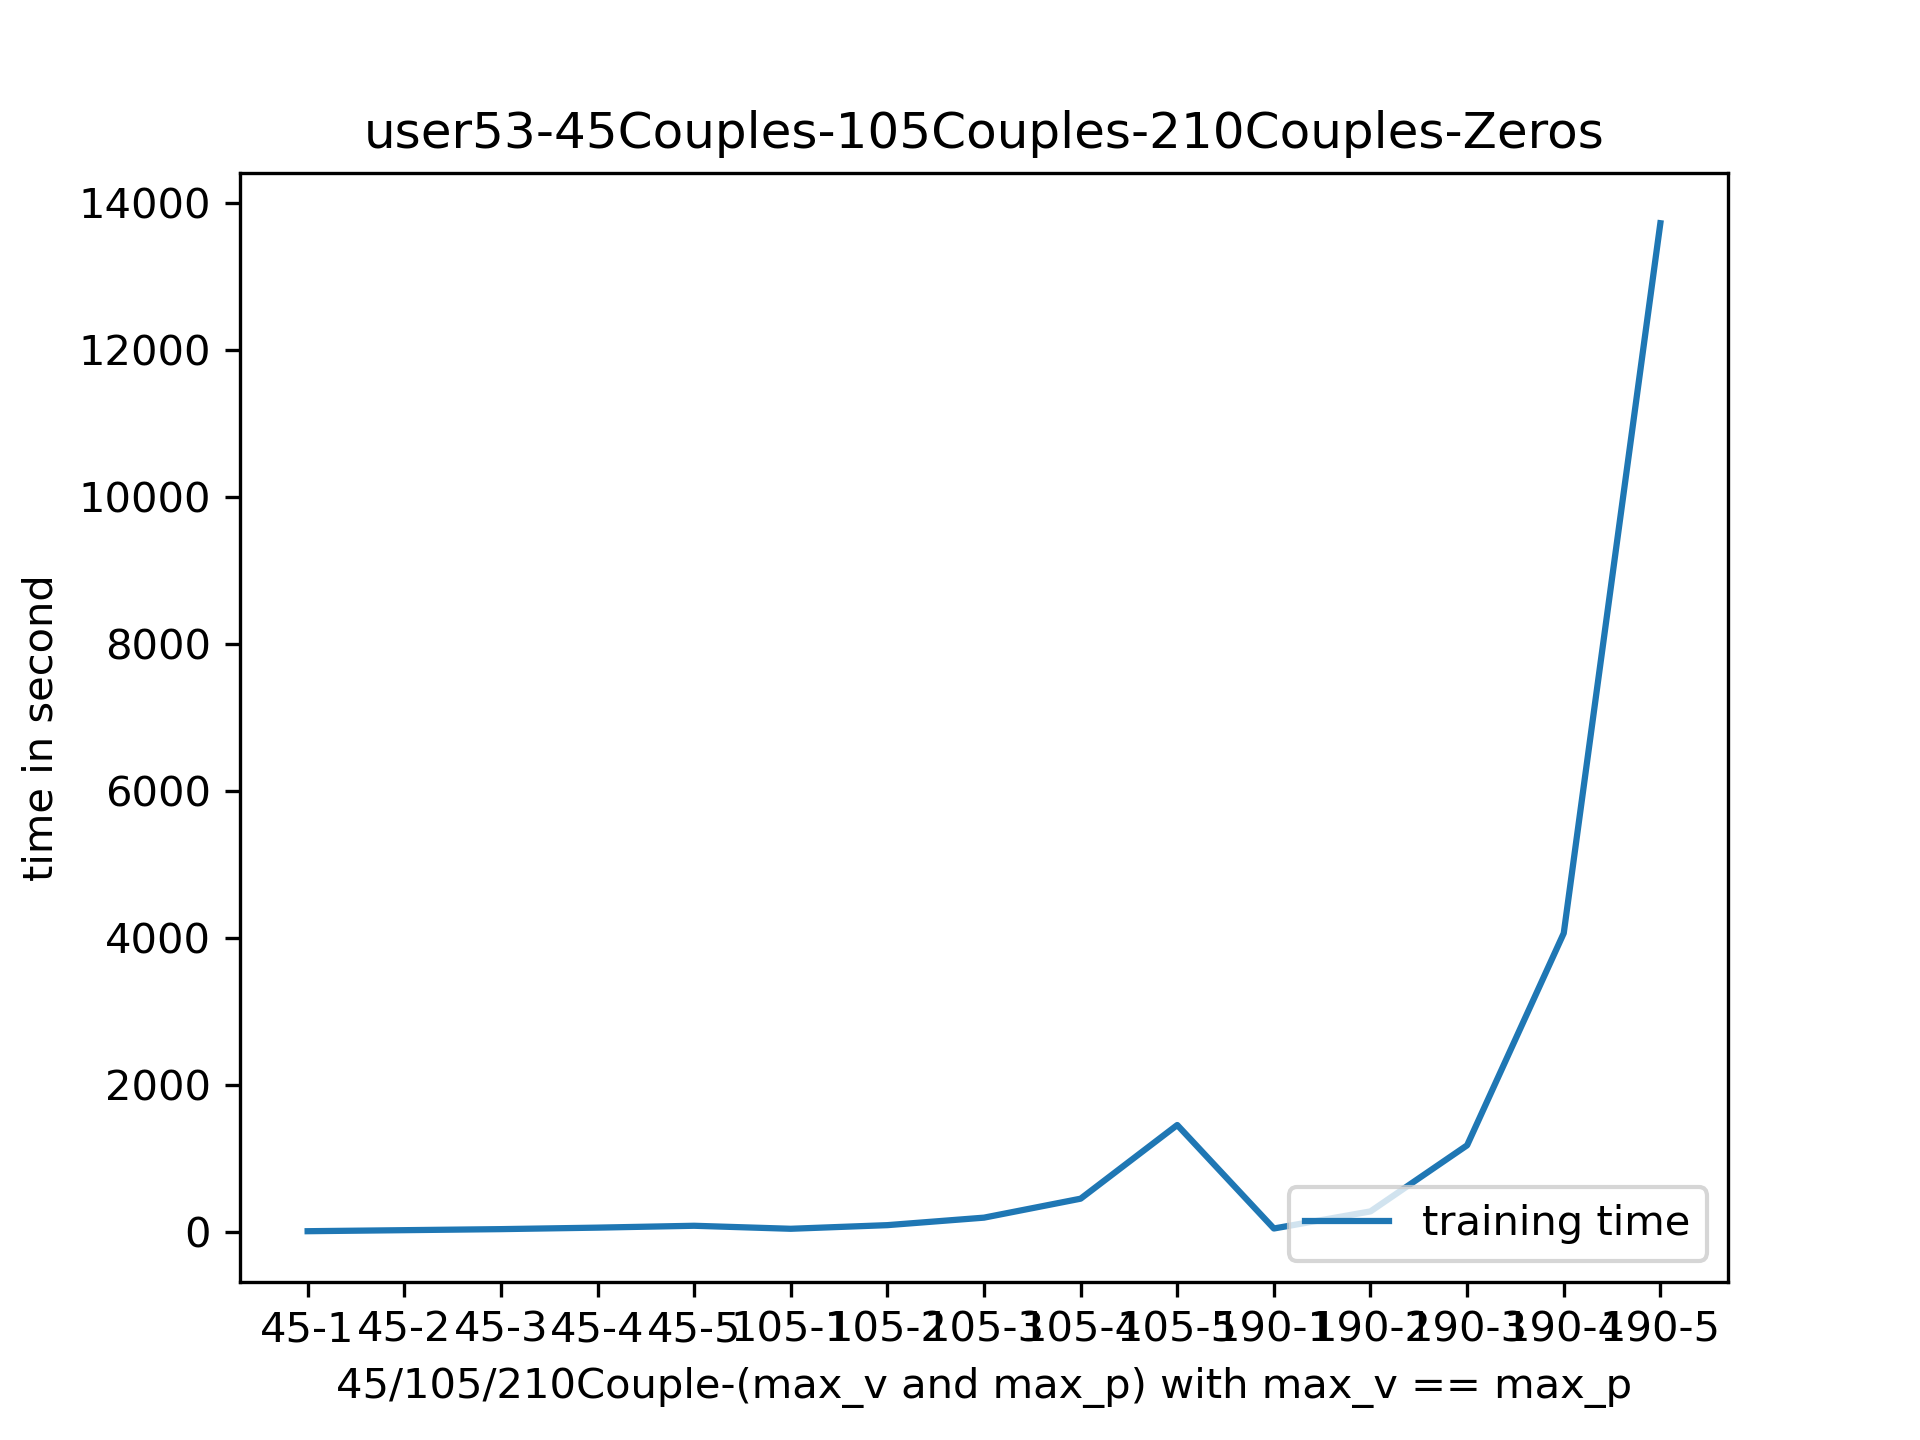 user53-45Couples-105Couples-210Couples-Zeros
14000
12000
10000
8000
6000
4000
2000
0
time in second
training time
45-1 45-2 45-3 45-4 45-5 105-1 105-2 105-3 105-4 105-5 190-1 190-2 190-3 190-4 190-5
45/105/210Couple-(max_v and max_p) with max_v == max_p